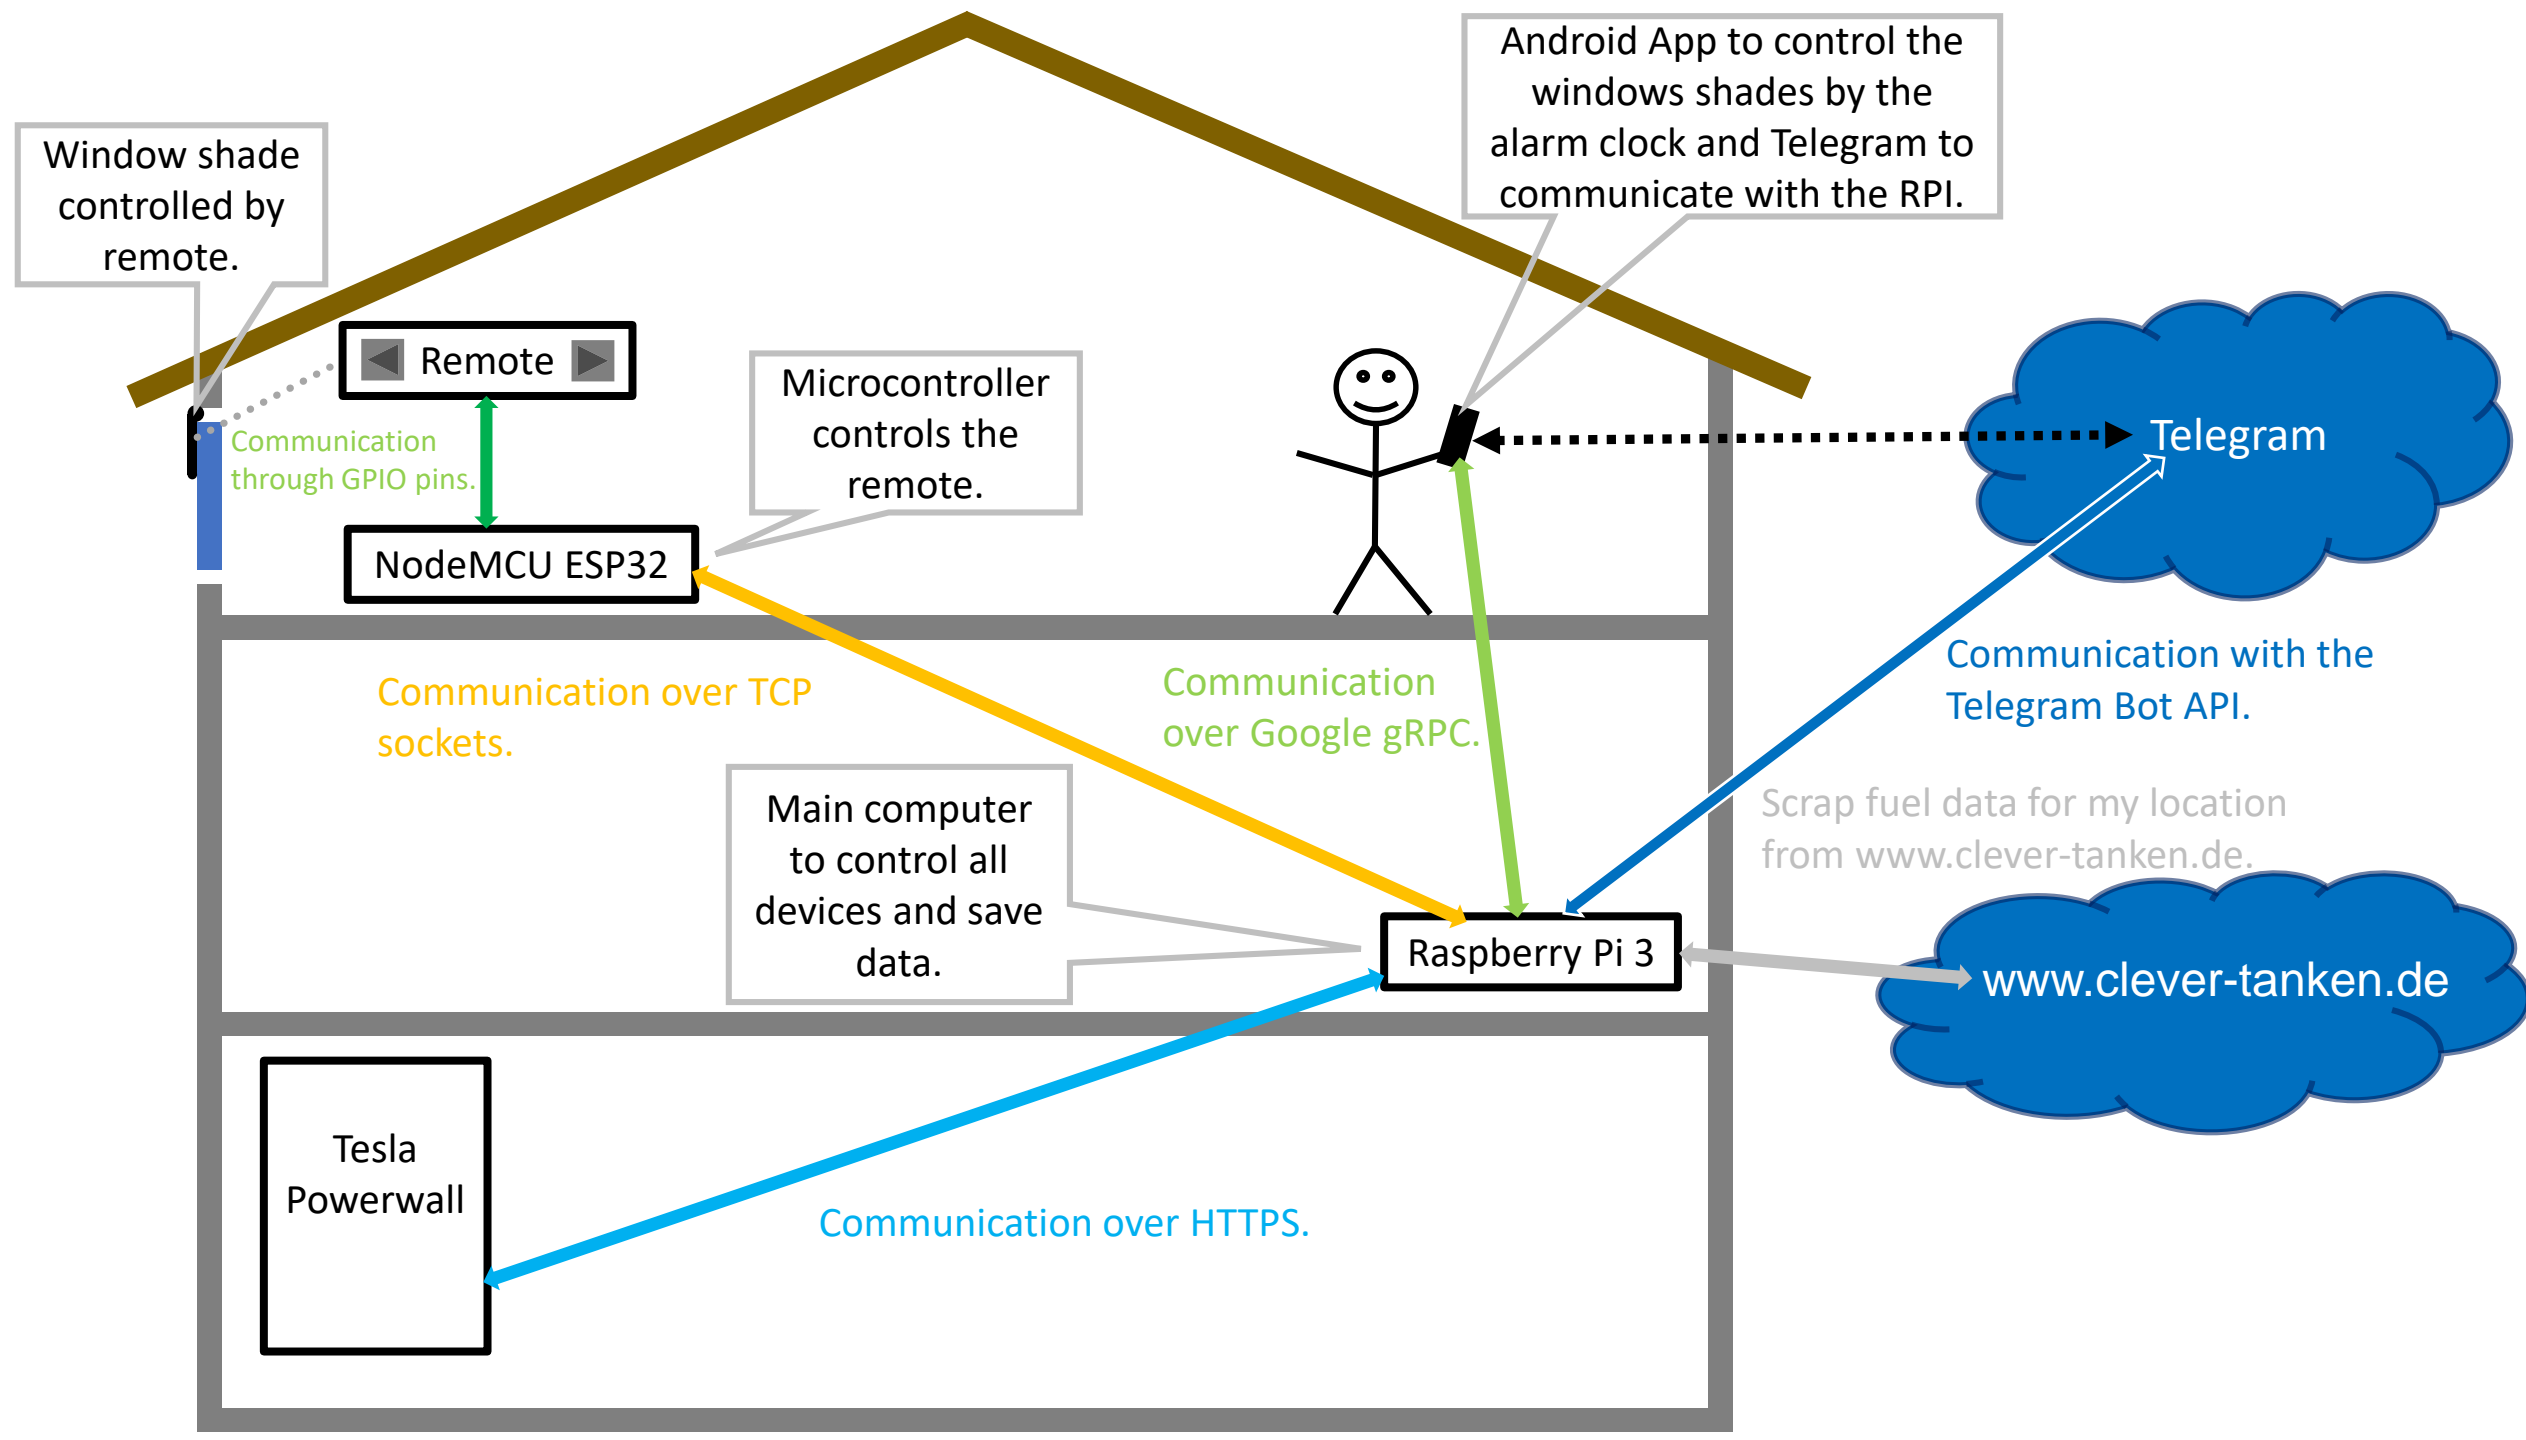 Android App to control the
windows shades by the
alarm clock and Telegram to
communicate with the RPI.
Window shade
controlled by
remote.
Remote
Microcontroller
controls the
remote.
Communication
through GPIO pins.
Telegram
NodeMCU ESP32
Communication over TCP
sockets.
Communication
over Google gRPC.
Communication with the
Telegram Bot API.
Main computer
to control all
devices and save
data.
Scrap fuel data for my location
from www.clever-tanken.de.
Raspberry Pi 3
www.clever-tanken.de
Tesla
Powerwall
Communication over HTTPS.